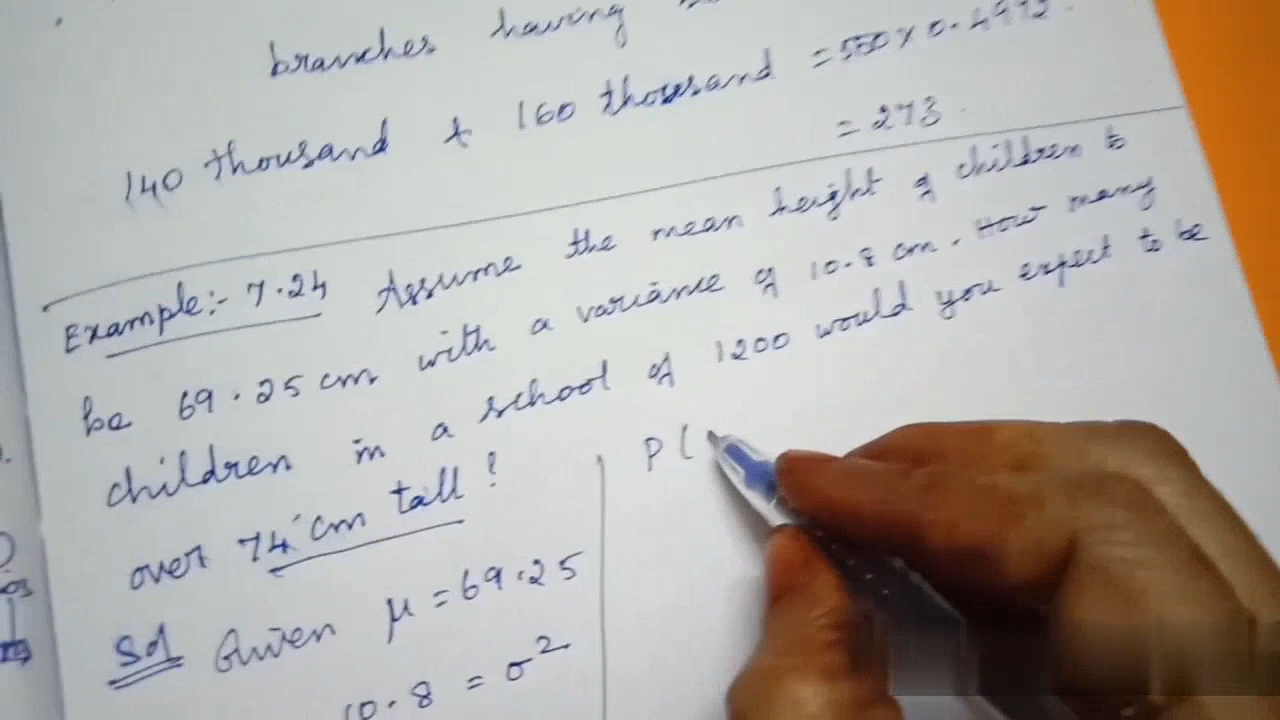 branches having
140 thousand & 160 thousand = 550 × 0.4972
= 273.
Example:- 7.24 Assume the mean height of children to
be 69.25 cm with a variance of 10.8 cm. How many
children in a school of 1200 would you expect to be
over 74 cm tall?
Sol Given μ = 69.25
10.8 = σ²
P(